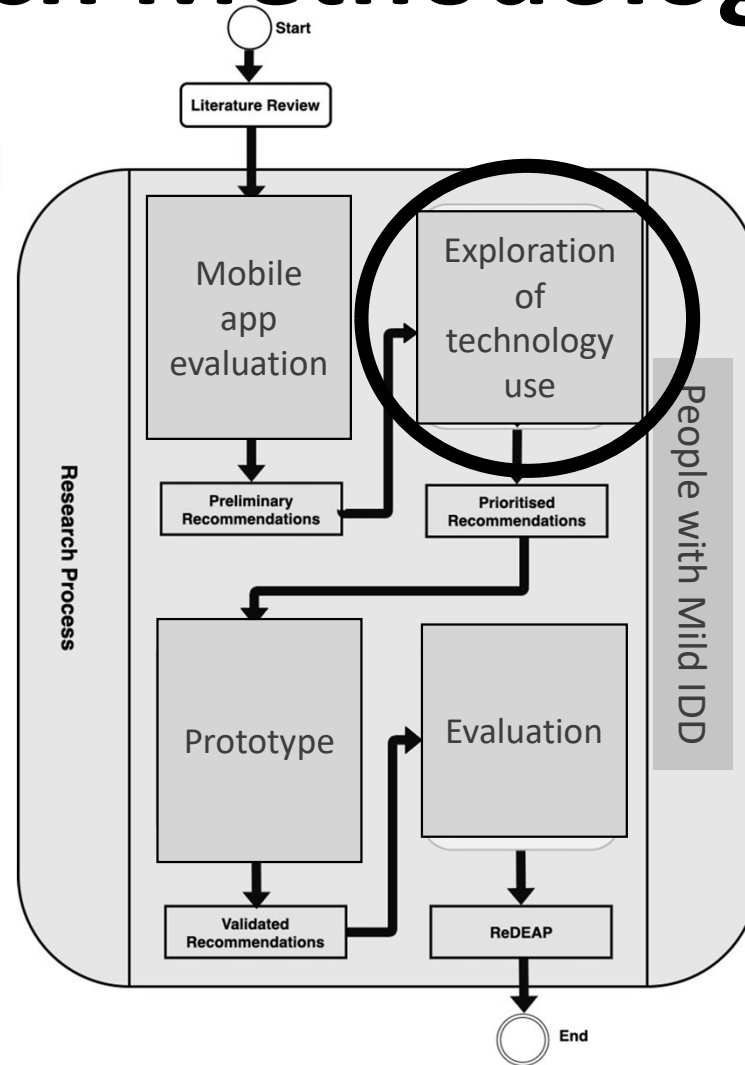 Start
Literature Review
Mobile
app
evaluation
Exploration
of
technology
use
Preliminary
Recommendations
Prioritised
Recommendations
Research Process
People with Mild IDD
Prototype
Evaluation
Validated
Recommendations
ReDEAP
End